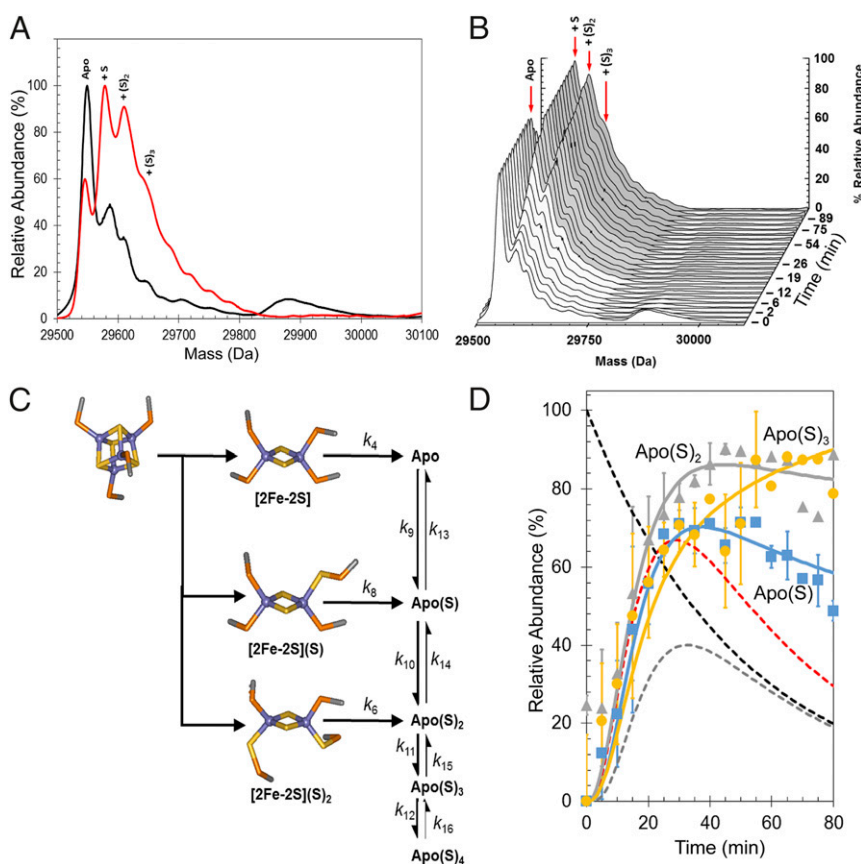 A
Apo
+ S
+ (S)2
+ (S)3
Relative Abundance (%)
100
80
60
40
20
0
29500 29600 29700 29800 29900 30000 30100
Mass (Da)
B
Apo
+ S
+ (S)2
+ (S)3
100
80
60
40
20
0
% Relative Abundance
89
75
54
26
19
12
6
2
0
Time (min)
29500 29750 30000
Mass (Da)
C
[2Fe-2S]
k4
Apo
k9
k13
[2Fe-2S](S)
k8
Apo(S)
k10
k14
[2Fe-2S](S)2
k6
Apo(S)2
k11
k15
Apo(S)3
k12
k16
Apo(S)4
D
Relative Abundance (%)
100
80
60
40
20
0
Apo(S)2
Apo(S)3
Apo(S)
0 20 40 60 80
Time (min)